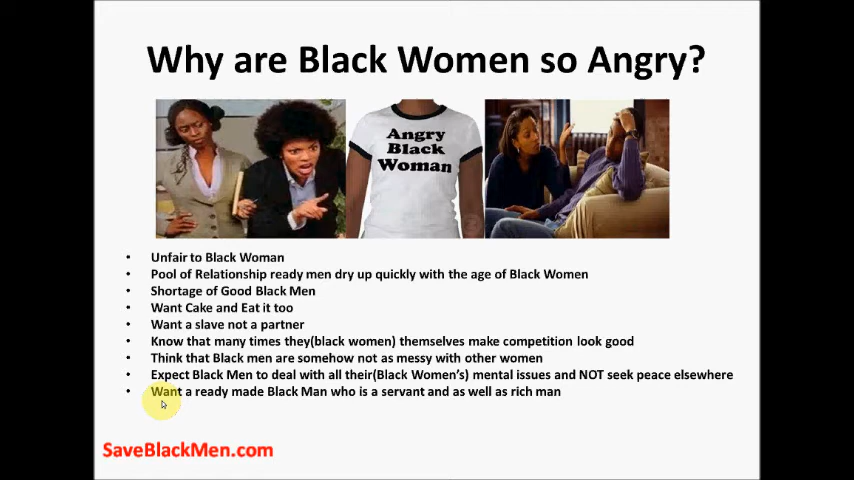 Why are Black Women so Angry?
Angry
Black
Woman
• Unfair to Black Woman
• Pool of Relationship ready men dry up quickly with the age of Black Women
• Shortage of Good Black Men
• Want Cake and Eat it too
• Want a slave not a partner
• Know that many times they(black women) themselves make competition look good
• Think that Black men are somehow not as messy with other women
• Expect Black Men to deal with all their(Black Women's) mental issues and NOT seek peace elsewhere
• Want a ready made Black Man who is a servant and as well as rich man
SaveBlackMen.com